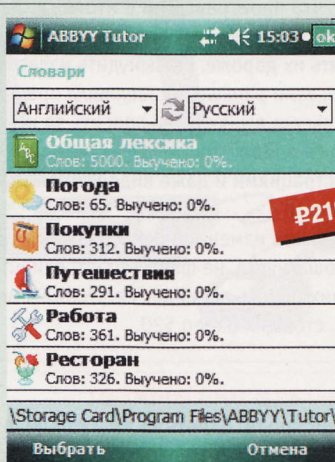 ABBYY Tutor 15:03 ok
Словари
Английский Русский
Общая лексика
Слов: 5000. Выучено: 0%.
Погода
Слов: 65. Выучено: 0%.
Покупки
Слов: 312. Выучено: 0%.
₽21
Путешествия
Слов: 291. Выучено: 0%.
Работа
Слов: 361. Выучено: 0%.
Ресторан
Слов: 326. Выучено: 0%.
\Storage Card\Program Files\ABBYY\Tutor\
Выбрать Отмена